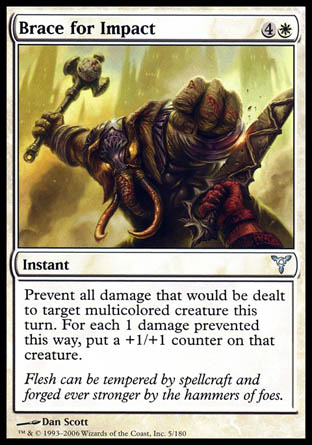 Brace for Impact 4
Instant
Prevent all damage that would be dealt
to target multicolored creature this
turn. For each 1 damage prevented
this way, put a +1/+1 counter on that
creature.
Flesh can be tempered by spellcraft and
forged ever stronger by the hammers of foes.
Dan Scott
™ & © 1993–2006 Wizards of the Coast, Inc. 5/180